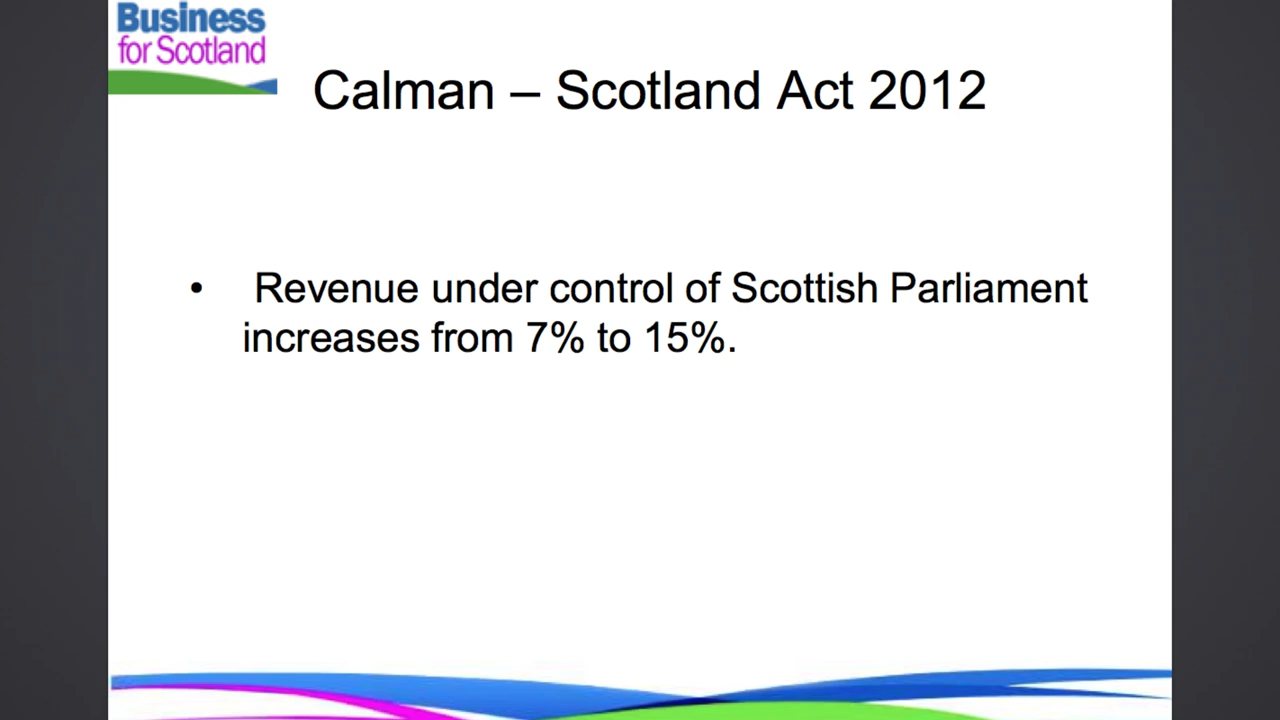 Business
for Scotland
Calman – Scotland Act 2012
• Revenue under control of Scottish Parliament
increases from 7% to 15%.